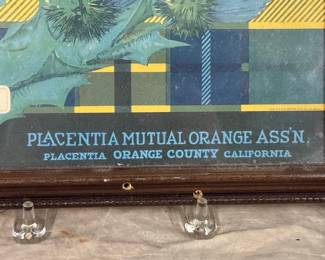 PLACENTIA MUTUAL ORANGE ASS'N.
PLACENTIA ORANGE COUNTY CALIFORNIA